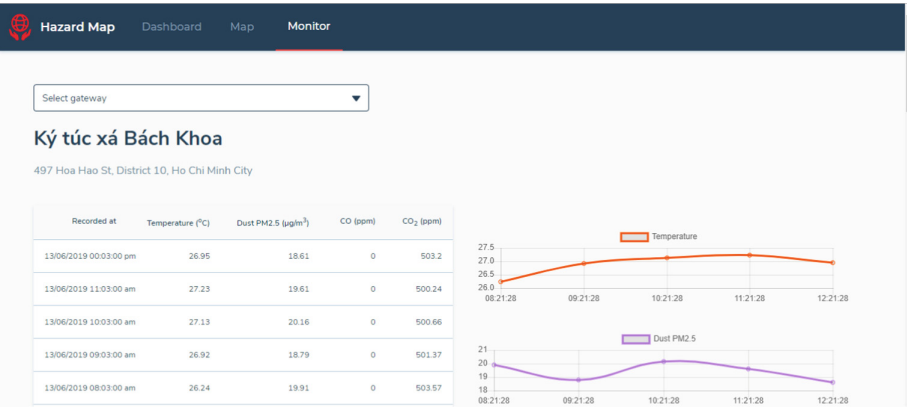 Hazard Map Dashboard Map Monitor
Select gateway
Ký túc xá Bách Khoa
497 Hoa Hao St, District 10, Ho Chi Minh City
Recorded at Temperature (⁰C) Dust PM2.5 (µg/m³) CO (ppm) CO₂ (ppm)
13/06/2019 00:03:00 pm 26.95 18.61 0 503.2
13/06/2019 11:03:00 am 27.23 19.61 0 500.24
13/06/2019 10:03:00 am 27.13 20.16 0 500.66
13/06/2019 09:03:00 am 26.92 18.79 0 501.37
13/06/2019 08:03:00 am 26.24 19.91 0 503.57
Temperature
27.5
27.0
26.5
26.0
08:21:28 09:21:28 10:21:28 11:21:28 12:21:28
Dust PM2.5
21
20
19
18
08:21:28 09:21:28 10:21:28 11:21:28 12:21:28